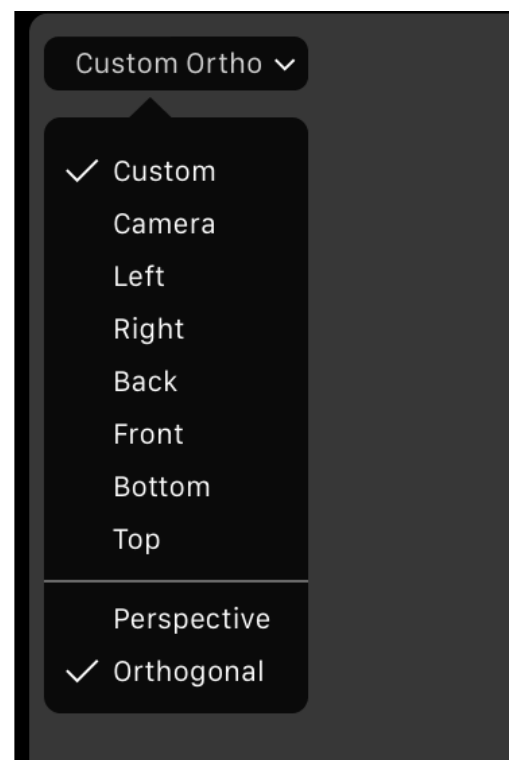 Custom Ortho
Custom
Camera
Left
Right
Back
Front
Bottom
Top
Perspective
Orthogonal